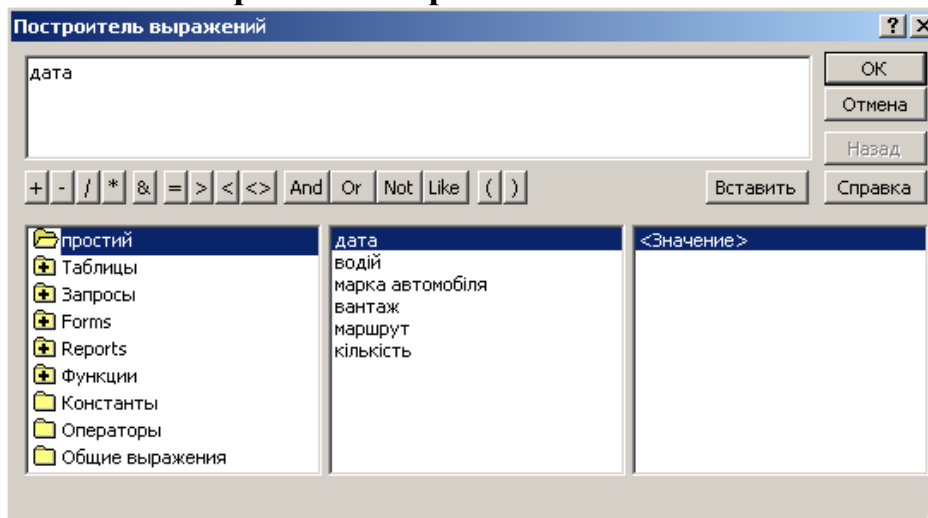 Построитель выражений ? ×
дата
ОК
Отмена
Назад
+ - / * & = > < <> And Or Not Like ( ) Вставить Справка
простий
Таблицы
Запросы
Forms
Reports
Функции
Константы
Операторы
Общие выражения
дата
водій
марка автомобіля
вантаж
маршрут
кількість
<Значение>